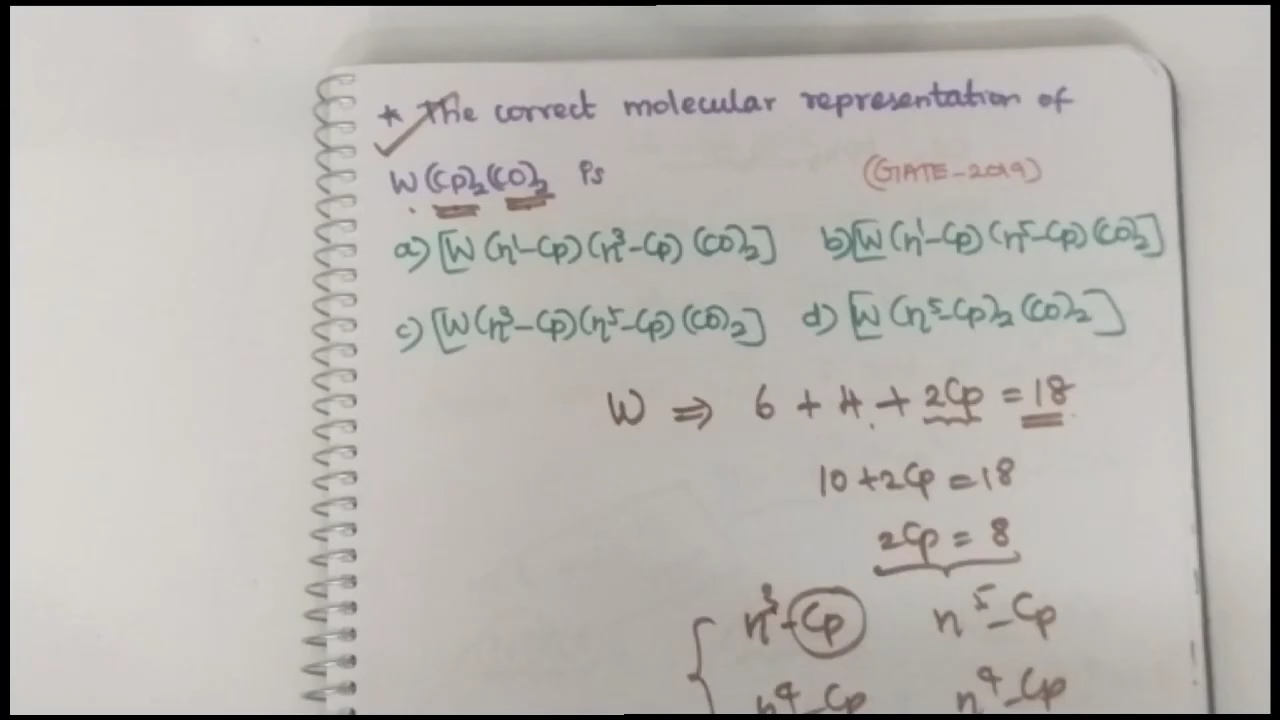 * The correct molecular representation of
W(Cp)₂(CO)₂ is (GATE-2019)
a) [W(η¹-Cp)(η³-Cp)(CO)₂] b) [W(η¹-Cp)(η⁵-Cp)(CO)₂]
c) [W(η³-Cp)(η⁵-Cp)(CO)₂] d) [W(η⁵-Cp)₂(CO)₂]
W ⇒ 6 + 4 + 2Cp = 18
10 + 2Cp = 18
2Cp = 8
η³-Cp η⁵-Cp
η⁴-Cp η⁴-Cp